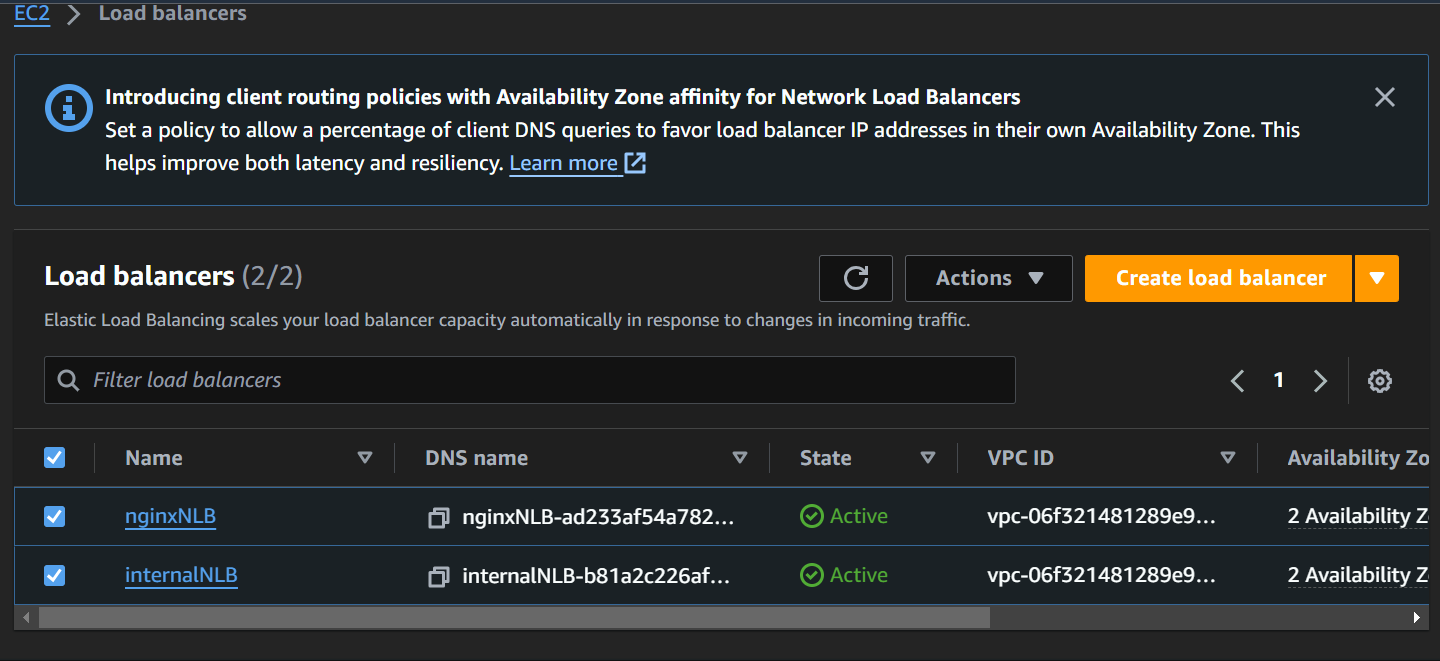 EC2 > Load balancers
Introducing client routing policies with Availability Zone affinity for Network Load Balancers
Set a policy to allow a percentage of client DNS queries to favor load balancer IP addresses in their own Availability Zone. This
helps improve both latency and resiliency. Learn more
Load balancers (2/2)
Actions
Create load balancer
Elastic Load Balancing scales your load balancer capacity automatically in response to changes in incoming traffic.
Filter load balancers
1
Name DNS name State VPC ID Availability Zo
nginxNLB nginxNLB-ad233af54a782... Active vpc-06f321481289e9... 2 Availability Z
internalNLB internalNLB-b81a2c226af... Active vpc-06f321481289e9... 2 Availability Z